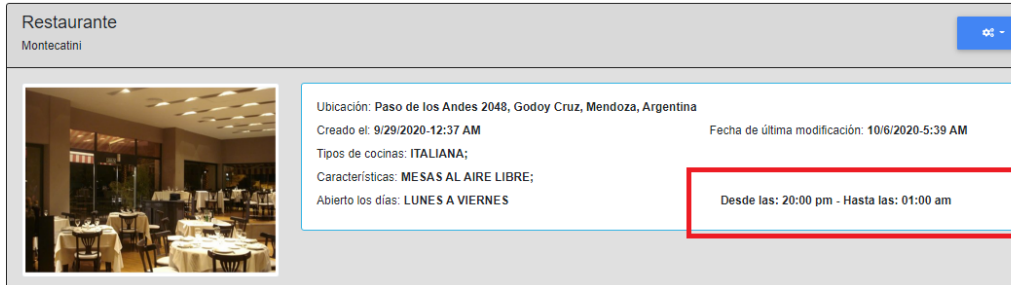 Restaurante
Montecatini
Ubicación: Paso de los Andes 2048, Godoy Cruz, Mendoza, Argentina
Creado el: 9/29/2020-12:37 AM
Fecha de última modificación: 10/6/2020-5:39 AM
Tipos de cocinas: ITALIANA;
Características: MESAS AL AIRE LIBRE;
Abierto los días: LUNES A VIERNES
Desde las: 20:00 pm - Hasta las: 01:00 am